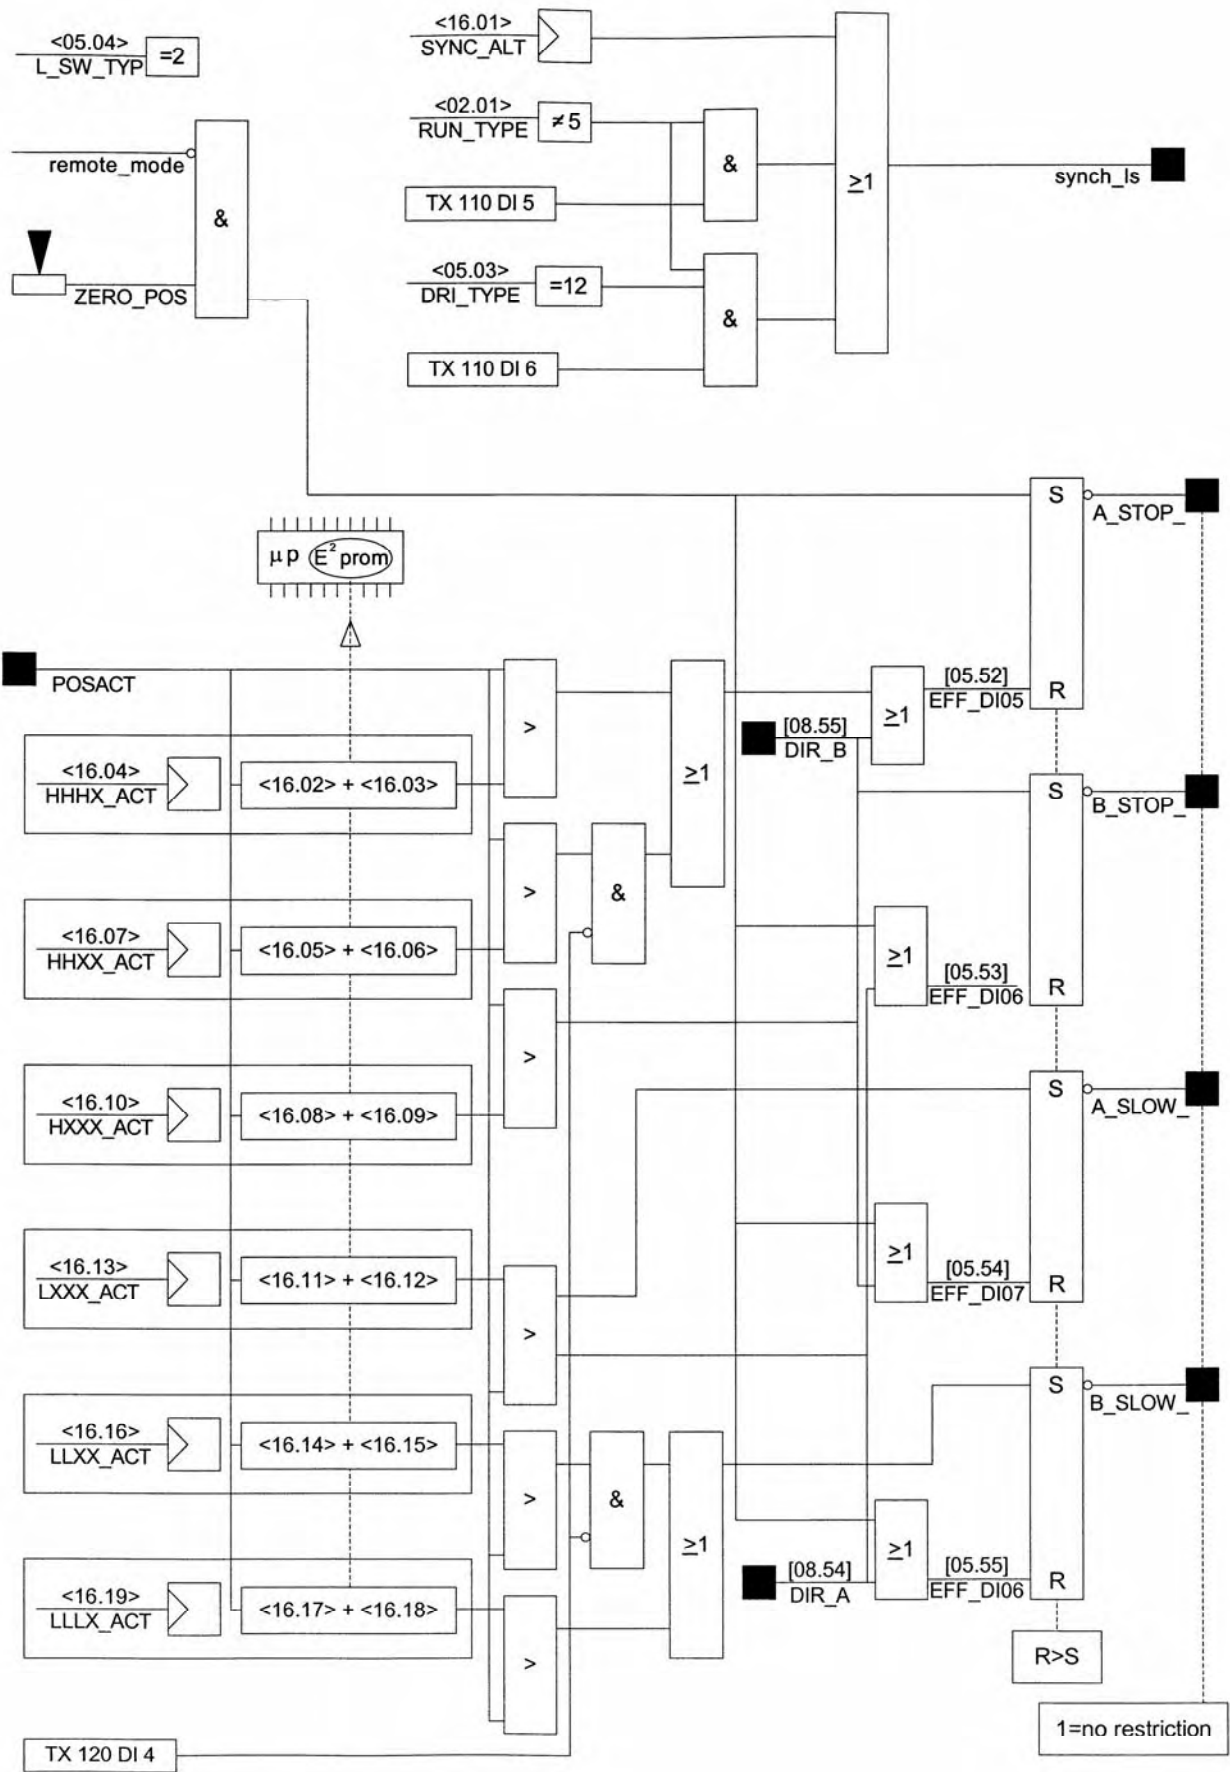 <05.04>
L_SW_TYP
=2
remote_mode
&
ZERO_POS
<16.01>
SYNC_ALT
<02.01>
RUN_TYPE
≠5
TX 110 DI 5
&
<05.03>
DRI_TYPE
=12
TX 110 DI 6
&
≥1
synch_ls
µp E² prom
POSACT
<16.04>
HHHX_ACT
<16.02> + <16.03>
>
<16.07>
HHXX_ACT
<16.05> + <16.06>
>
&
≥1
<16.10>
HXXX_ACT
<16.08> + <16.09>
>
<16.13>
LXXX_ACT
<16.11> + <16.12>
>
<16.16>
LLXX_ACT
<16.14> + <16.15>
>
&
≥1
<16.19>
LLLX_ACT
<16.17> + <16.18>
>
TX 120 DI 4
[08.55]
DIR_B
≥1
[05.52]
EFF_DI05
S
R
A_STOP_
≥1
[05.53]
EFF_DI06
S
R
B_STOP_
≥1
[05.54]
EFF_DI07
S
R
A_SLOW_
[08.54]
DIR_A
≥1
[05.55]
EFF_DI06
S
R
B_SLOW_
R>S
1=no restriction